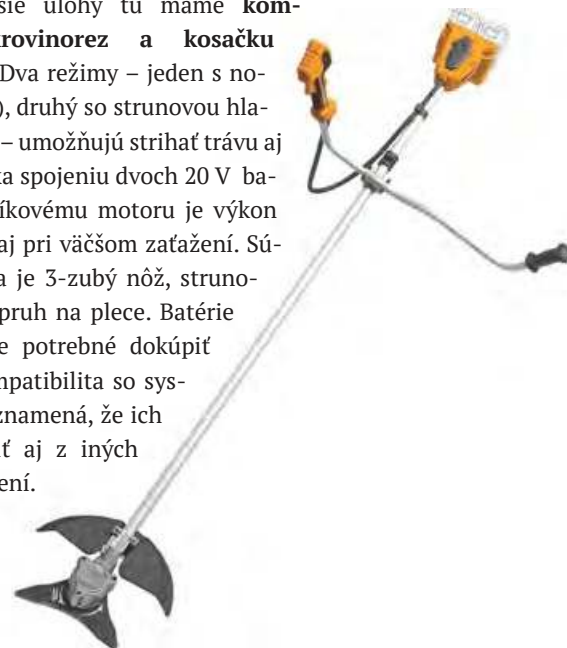 sie úlohy tu máme kom-
rovinorez a kosačku
Dva režimy – jeden s no-
), druhý so strunovou hla-
– umožňujú strihať trávu aj
ka spojeniu dvoch 20 V ba-
íkovému motoru je výkon
aj pri väčšom zaťažení. Sú-
a je 3-zubý nôž, struno-
pruh na plece. Batérie
e potrebné dokúpiť
mpatibilita so sys-
znamená, že ich
ť aj z iných
ení.